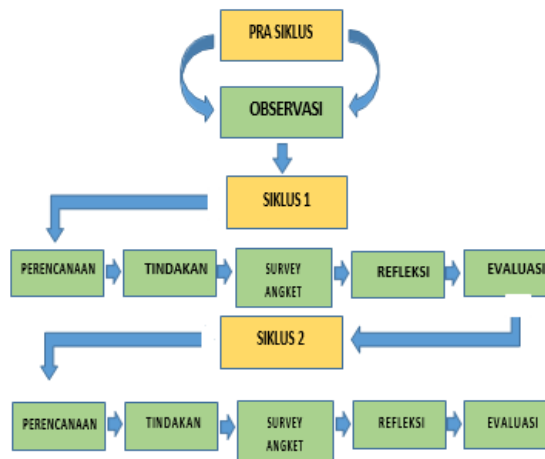 PRA SIKLUS
OBSERVASI
SIKLUS 1
PERENCANAAN
TINDAKAN
SURVEY
ANGKET
REFLEKSI
EVALUASI
SIKLUS 2
PERENCANAAN
TINDAKAN
SURVEY
ANGKET
REFLEKSI
EVALUASI